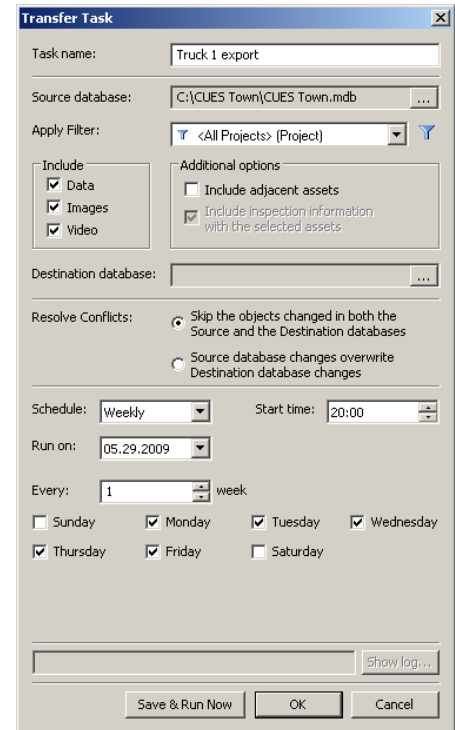 Transfer Task
Task name: Truck 1 export
Source database: C:\CUES Town\CUES Town.mdb ...
Apply Filter: <All Projects> (Project)
Include
Data
Images
Video
Additional options
Include adjacent assets
Include inspection information
with the selected assets
Destination database: ...
Resolve Conflicts:
Skip the objects changed in both the
Source and the Destination databases
Source database changes overwrite
Destination database changes
Schedule: Weekly Start time: 20:00
Run on: 05.29.2009
Every: 1 week
Sunday Monday Tuesday Wednesday
Thursday Friday Saturday
Show log...
Save & Run Now OK Cancel